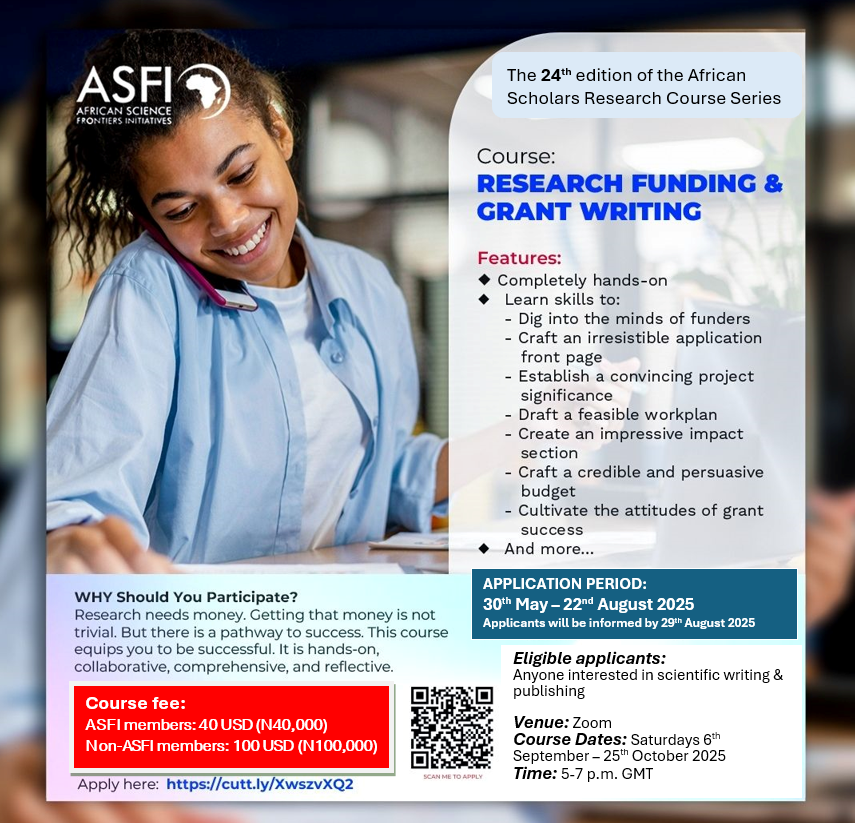 ASFI
AFRICAN SCIENCE
FRONTIERS INITIATIVES
The 24th edition of the African
Scholars Research Course Series
Course:
RESEARCH FUNDING &
GRANT WRITING
Features:
◆ Completely hands-on
◆ Learn skills to:
- Dig into the minds of funders
- Craft an irresistible application
front page
- Establish a convincing project
significance
- Draft a feasible workplan
- Create an impressive impact
section
- Craft a credible and persuasive
budget
- Cultivate the attitudes of grant
success
◆ And more...
WHY Should You Participate?
Research needs money. Getting that money is not
trivial. But there is a pathway to success. This course
equips you to be successful. It is hands-on,
collaborative, comprehensive, and reflective.
Course fee:
ASFI members: 40 USD (N40,000)
Non-ASFI members: 100 USD (N100,000)
Apply here: https://cutt.ly/XwszvXQ2
SCAN ME TO APPLY
APPLICATION PERIOD:
30th May – 22nd August 2025
Applicants will be informed by 29th August 2025
Eligible applicants:
Anyone interested in scientific writing &
publishing
Venue: Zoom
Course Dates: Saturdays 6th
September – 25th October 2025
Time: 5-7 p.m. GMT